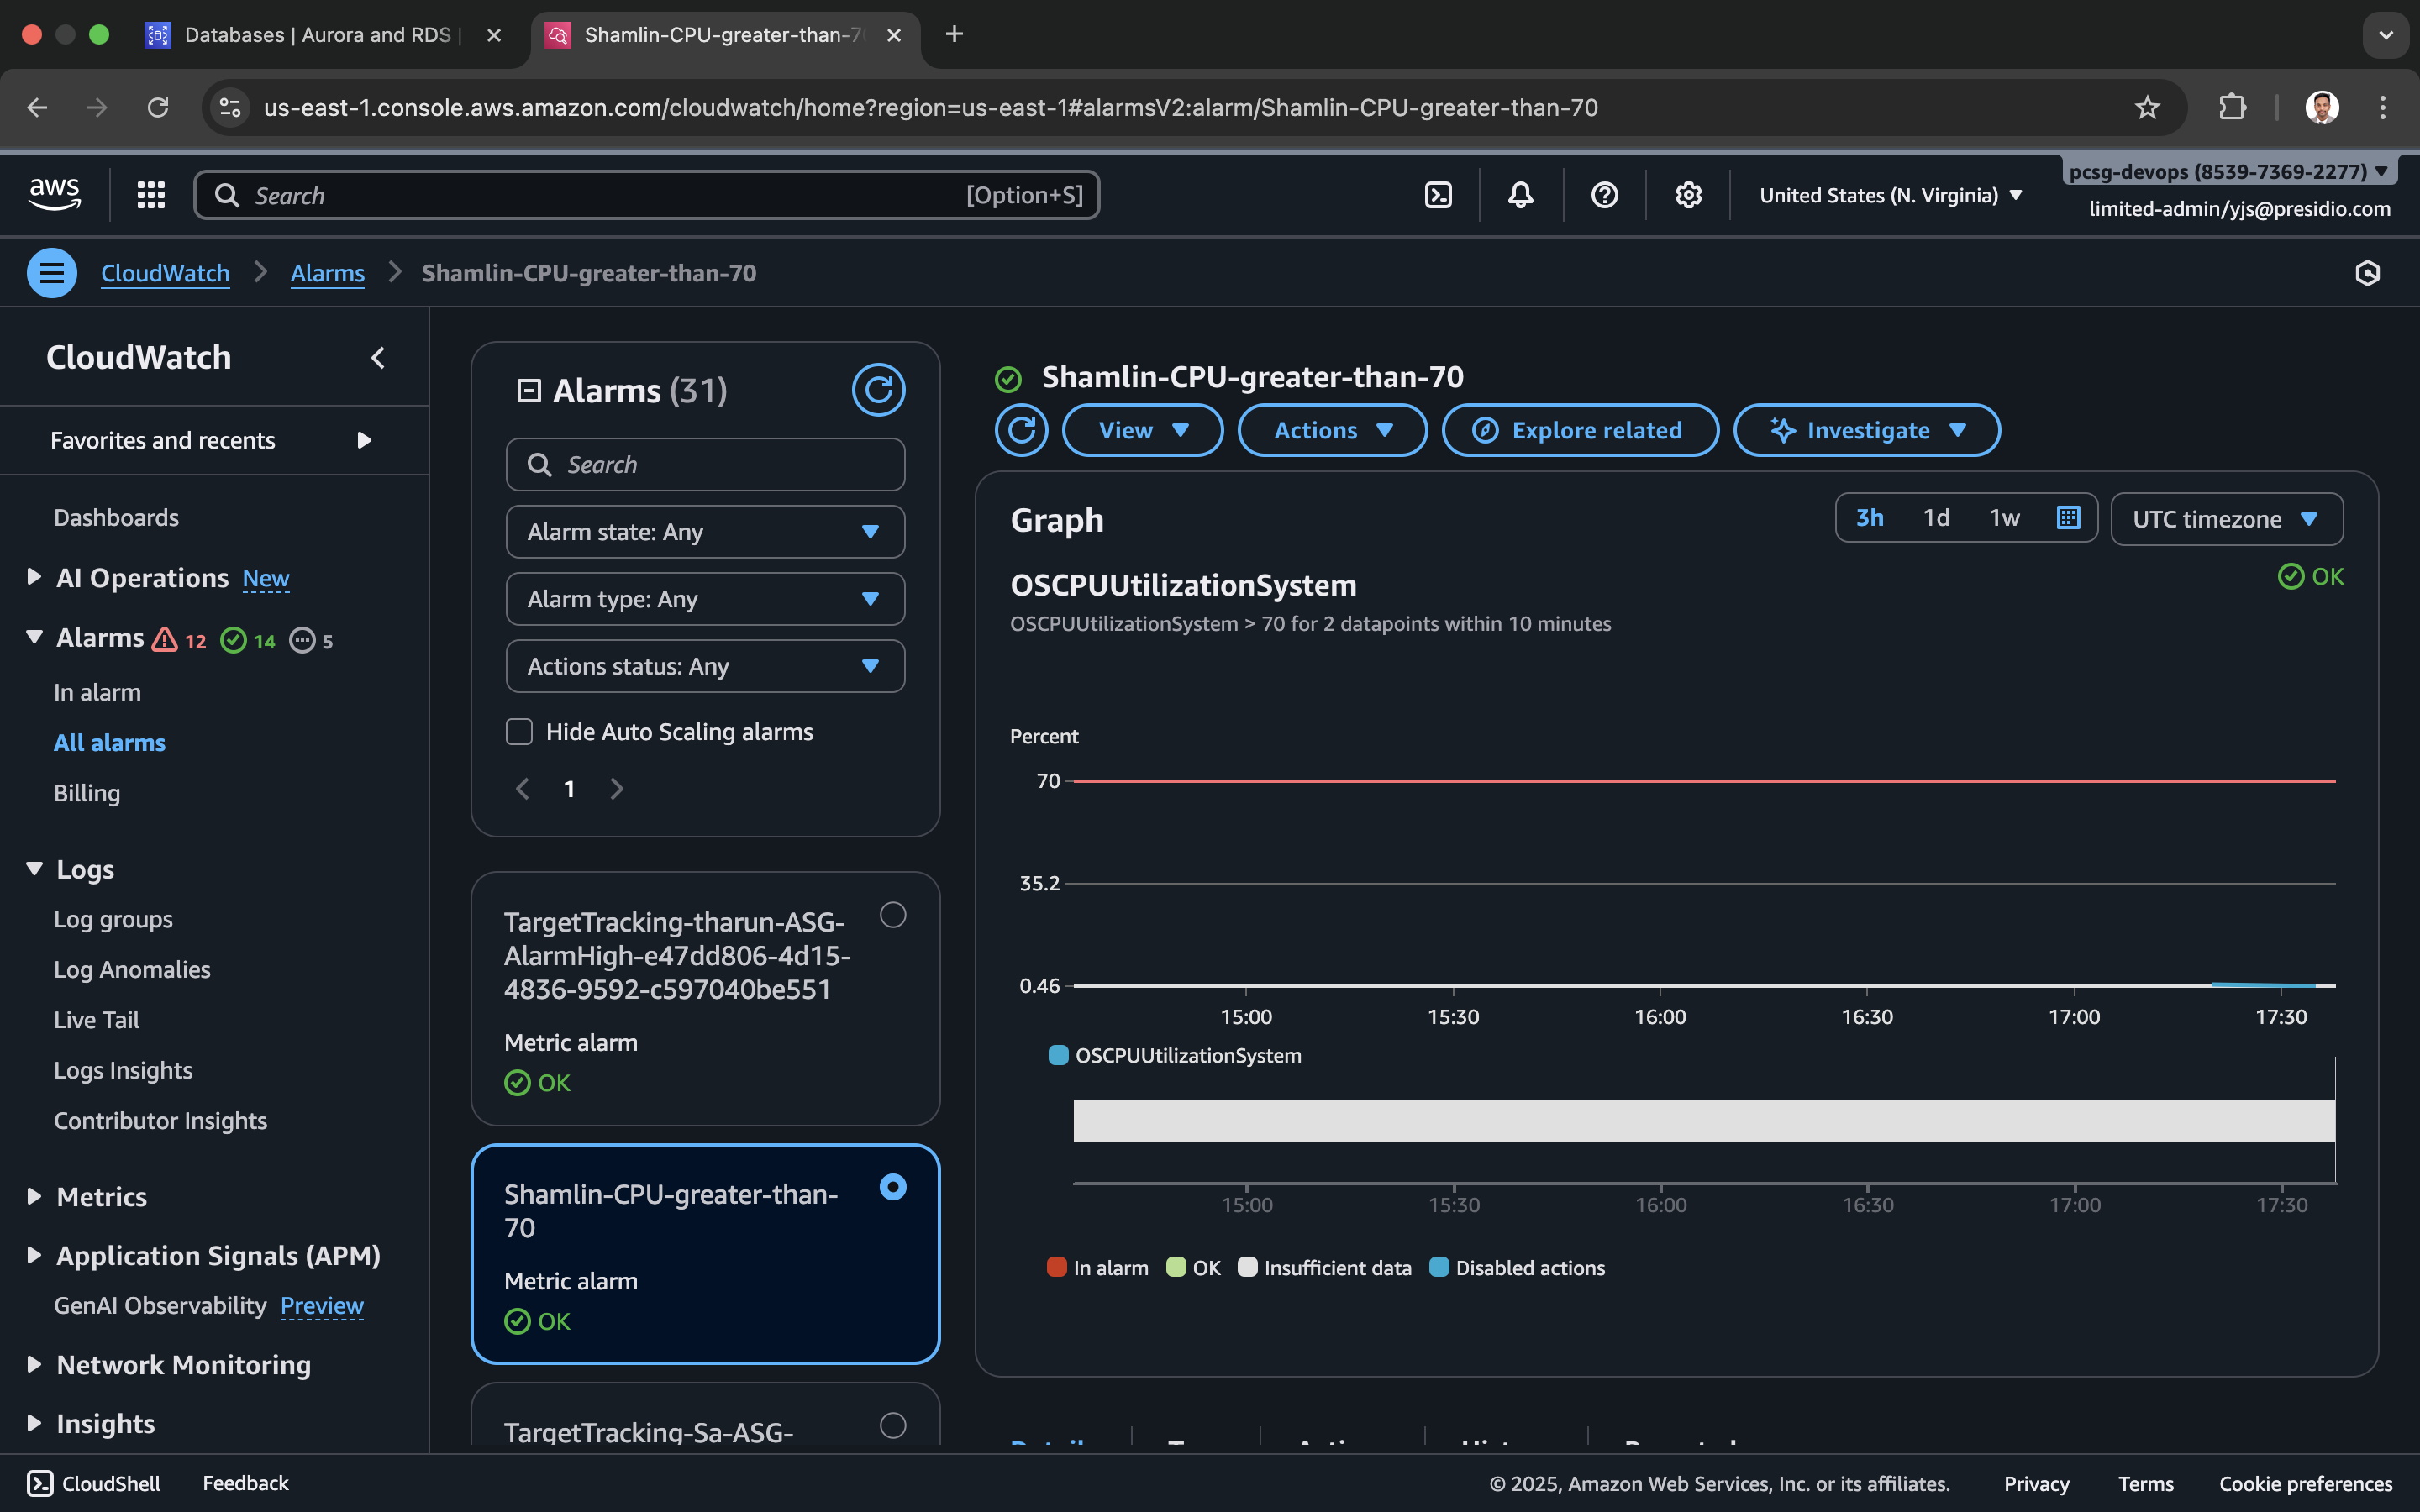 Databases | Aurora and RDS |
Shamlin-CPU-greater-than-7
us-east-1.console.aws.amazon.com/cloudwatch/home?region=us-east-1#alarmsV2:alarm/Shamlin-CPU-greater-than-70
aws
Search
[Option+S]
United States (N. Virginia)
pcsg-devops (8539-7369-2277)
limited-admin/yjs@presidio.com
CloudWatch
Alarms
Shamlin-CPU-greater-than-70
CloudWatch
Favorites and recents
Dashboards
AI Operations New
Alarms 12 14 5
In alarm
All alarms
Billing
Logs
Log groups
Log Anomalies
Live Tail
Logs Insights
Contributor Insights
Metrics
Application Signals (APM)
GenAI Observability Preview
Network Monitoring
Insights
Alarms (31)
Search
Alarm state: Any
Alarm type: Any
Actions status: Any
Hide Auto Scaling alarms
1
TargetTracking-tharun-ASG-
AlarmHigh-e47dd806-4d15-
4836-9592-c597040be551
Metric alarm
OK
Shamlin-CPU-greater-than-
70
Metric alarm
OK
TargetTracking-Sa-ASG-
Shamlin-CPU-greater-than-70
View
Actions
Explore related
Investigate
Graph
3h 1d 1w
UTC timezone
OSCPUUtilizationSystem
OK
OSCPUUtilizationSystem > 70 for 2 datapoints within 10 minutes
Percent
70
35.2
0.46
15:00 15:30 16:00 16:30 17:00 17:30
OSCPUUtilizationSystem
15:00 15:30 16:00 16:30 17:00 17:30
In alarm OK Insufficient data Disabled actions
CloudShell
Feedback
© 2025, Amazon Web Services, Inc. or its affiliates.
Privacy
Terms
Cookie preferences